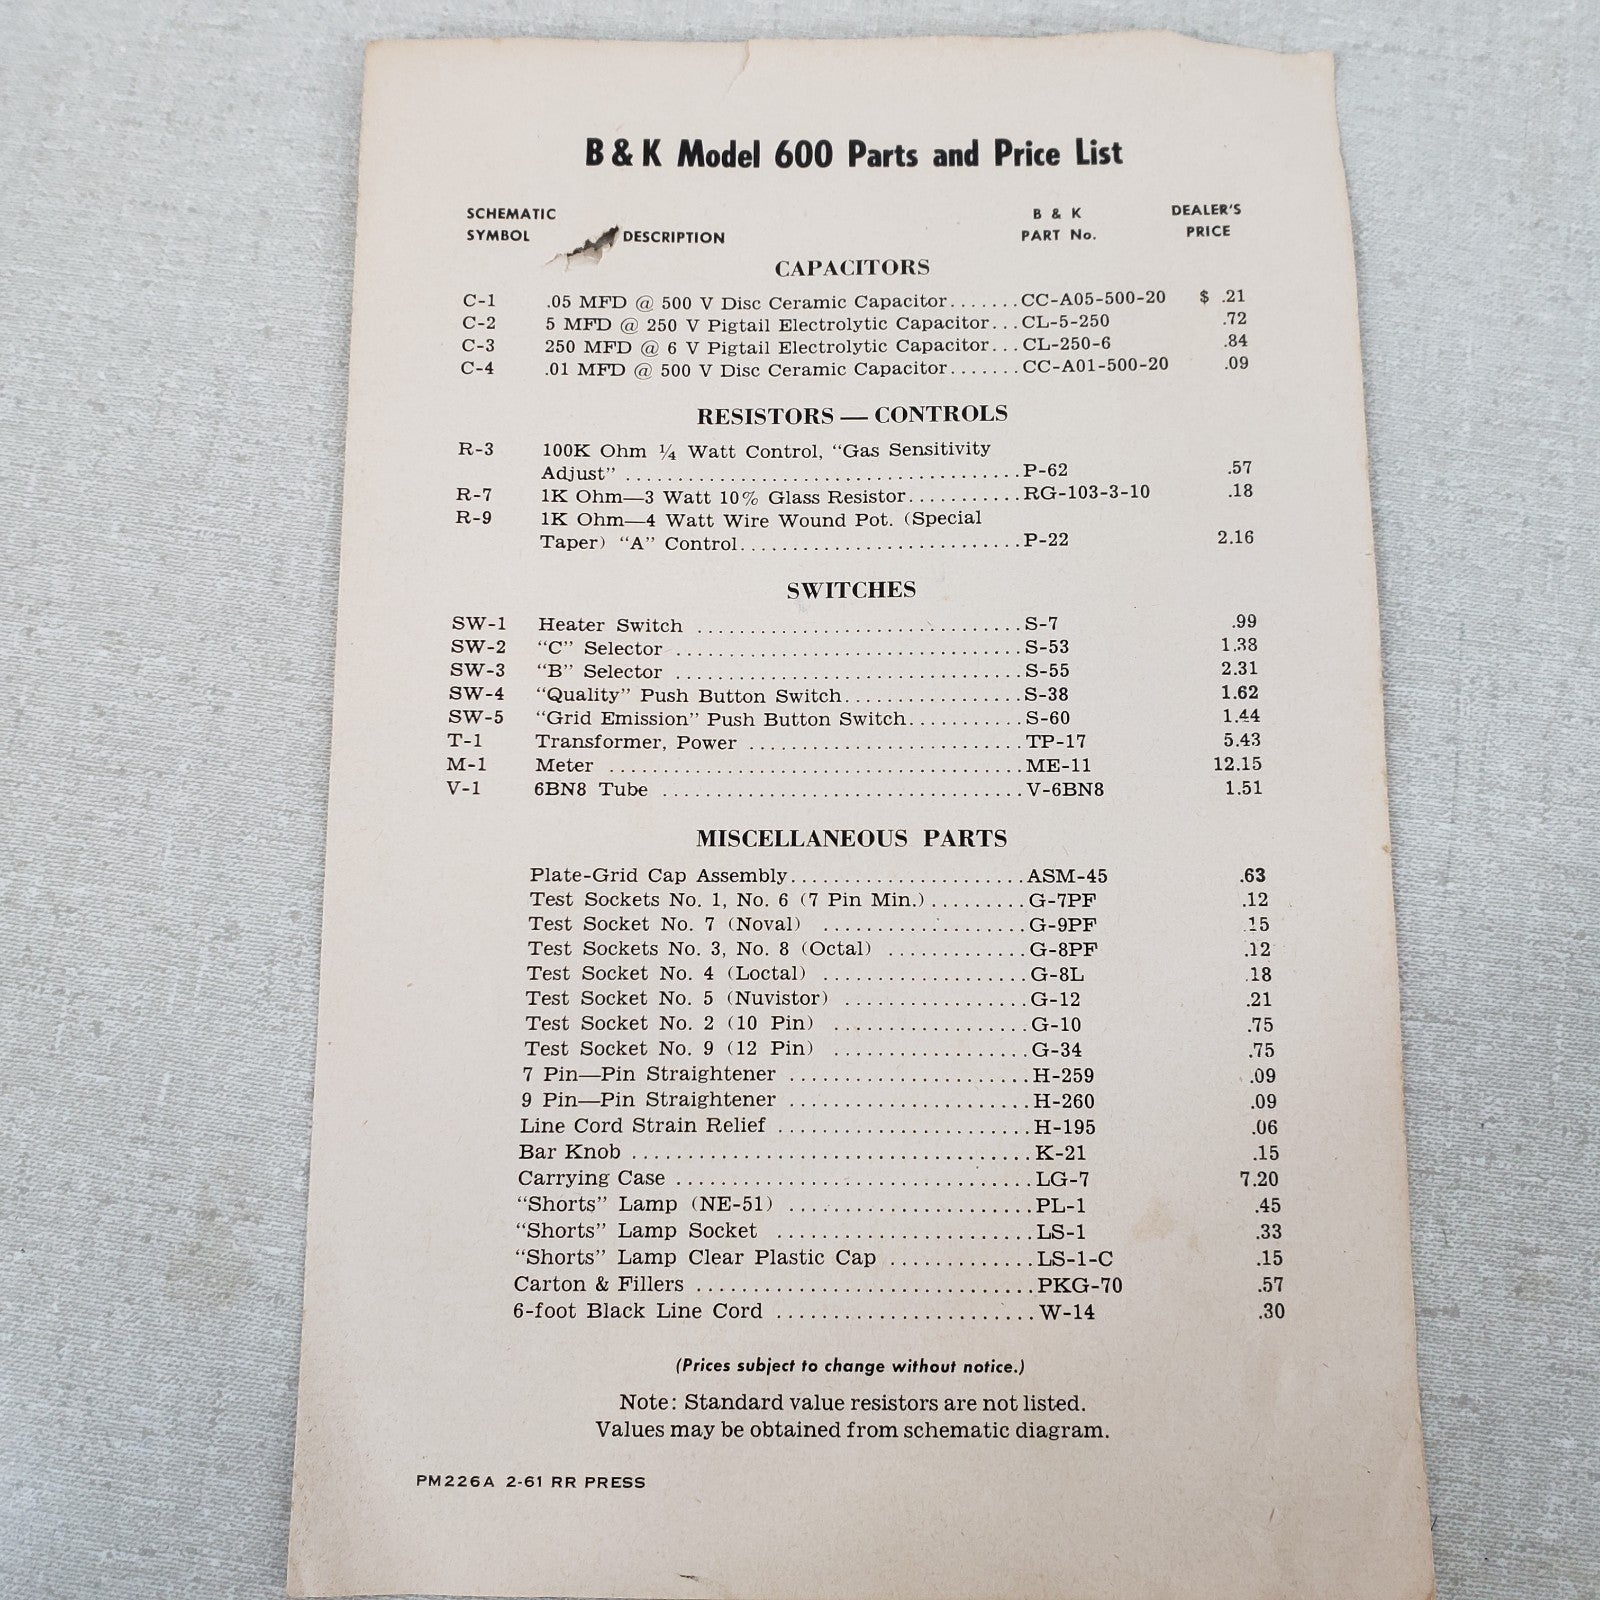 B & K Model 600 Parts and Price List
SCHEMATIC SYMBOL DESCRIPTION B & K PART No. DEALER'S PRICE
CAPACITORS
C-1 .05 MFD @ 500 V Disc Ceramic Capacitor.......CC-A05-500-20 $ .21
C-2 5 MFD @ 250 V Pigtail Electrolytic Capacitor...CL-5-250 .72
C-3 250 MFD @ 6 V Pigtail Electrolytic Capacitor...CL-250-6 .84
C-4 .01 MFD @ 500 V Disc Ceramic Capacitor.......CC-A01-500-20 .09
RESISTORS — CONTROLS
R-3 100K Ohm ¼ Watt Control, "Gas Sensitivity
Adjust" ....................................P-62 .57
R-7 1K Ohm—3 Watt 10% Glass Resistor..........RG-103-3-10 .18
R-9 1K Ohm—4 Watt Wire Wound Pot. (Special
Taper) "A" Control..........................P-22 2.16
SWITCHES
SW-1 Heater Switch ..............................S-7 .99
SW-2 "C" Selector ................................S-53 1.38
SW-3 "B" Selector ................................S-55 2.31
SW-4 "Quality" Push Button Switch................S-38 1.62
SW-5 "Grid Emission" Push Button Switch..........S-60 1.44
T-1 Transformer, Power .........................TP-17 5.43
M-1 Meter ......................................ME-11 12.15
V-1 6BN8 Tube .................................V-6BN8 1.51
MISCELLANEOUS PARTS
Plate-Grid Cap Assembly.....................ASM-45 .63
Test Sockets No. 1, No. 6 (7 Pin Min.).........G-7PF .12
Test Socket No. 7 (Noval) ...................G-9PF .15
Test Sockets No. 3, No. 8 (Octal) .............G-8PF .12
Test Socket No. 4 (Loctal) ...................G-8L .18
Test Socket No. 5 (Nuvistor) .................G-12 .21
Test Socket No. 2 (10 Pin) ..................G-10 .75
Test Socket No. 9 (12 Pin) ..................G-34 .75
7 Pin—Pin Straightener ......................H-259 .09
9 Pin—Pin Straightener ......................H-260 .09
Line Cord Strain Relief .......................H-195 .06
Bar Knob .....................................K-21 .15
Carrying Case .................................LG-7 7.20
"Shorts" Lamp (NE-51) .......................PL-1 .45
"Shorts" Lamp Socket ........................LS-1 .33
"Shorts" Lamp Clear Plastic Cap .............LS-1-C .15
Carton & Fillers ...............................PKG-70 .57
6-foot Black Line Cord ........................W-14 .30
(Prices subject to change without notice.)
Note: Standard value resistors are not listed.
Values may be obtained from schematic diagram.
PM226A 2-61 RR PRESS